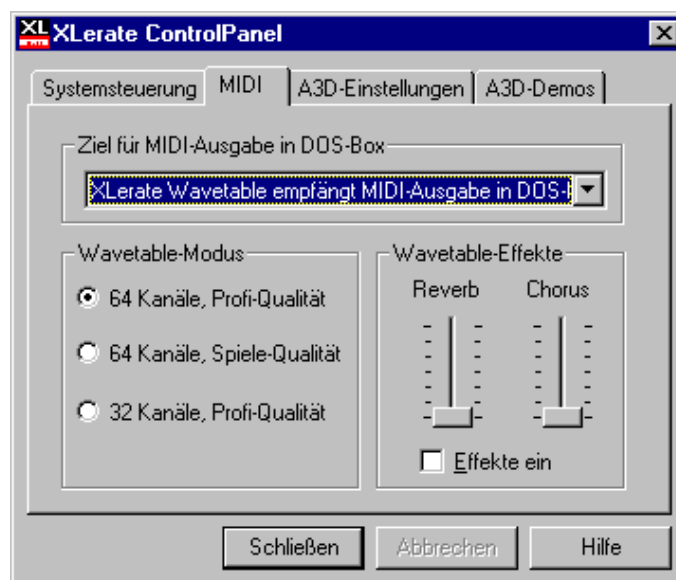 XL XLerate ControlPanel
Systemsteuerung MIDI A3D-Einstellungen A3D-Demos
Ziel für MIDI-Ausgabe in DOS-Box
XLerate Wavetable empfängt MIDI-Ausgabe in DOS-
Wavetable-Modus
64 Kanäle, Profi-Qualität
64 Kanäle, Spiele-Qualität
32 Kanäle, Profi-Qualität
Wavetable-Effekte
Reverb Chorus
Effekte ein
Schließen Abbrechen Hilfe